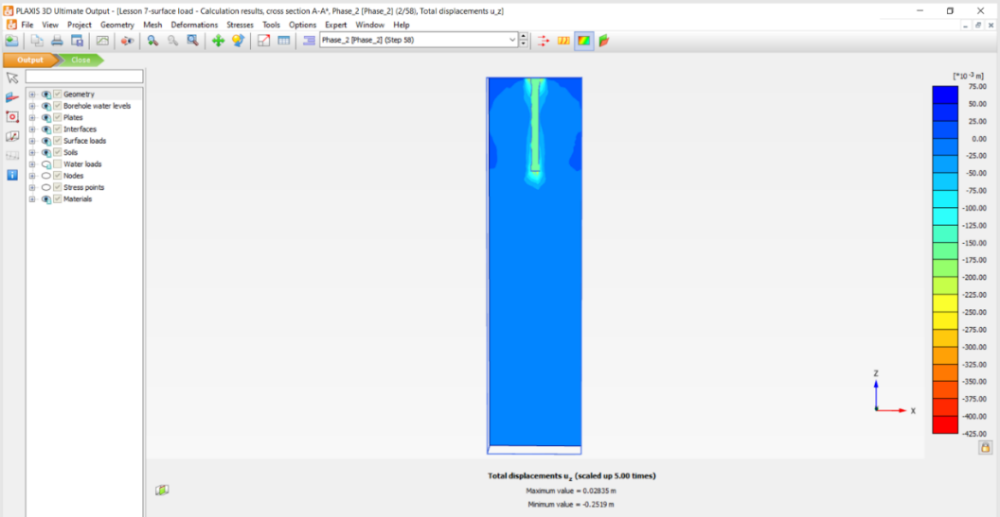 PLAXIS 3D Ultimate Output - [Lesson 7-surface load - Calculation results, cross section A-A*, Phase_2 [Phase_2] (2/58), Total displacements u_z]
File View Project Geometry Mesh Deformations Stresses Tools Options Expert Window Help
Phase_2 [Phase_2] (Step 58)
Output Close
Geometry
Borehole water levels
Plates
Interfaces
Surface loads
Soils
Water loads
Nodes
Stress points
Materials
[*10⁻³ m]
75.00
50.00
25.00
0.00
-25.00
-50.00
-75.00
-100.00
-125.00
-150.00
-175.00
-200.00
-225.00
-250.00
-275.00
-300.00
-325.00
-350.00
-375.00
-400.00
-425.00
Z
X
Total displacements u_z (scaled up 5.00 times)
Maximum value = 0.02835 m
Minimum value = -0.2519 m